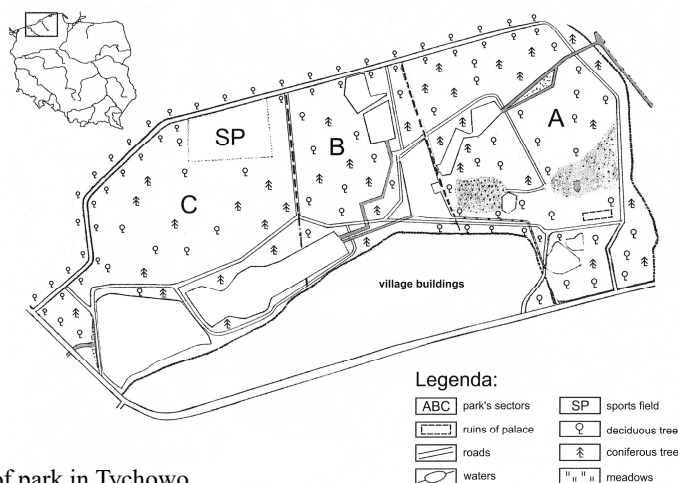 A
SP
B
C
village buildings
Legenda:
ABC park's sectors
SP sports field
ruins of palace
deciduous tree
roads
coniferous tree
waters
meadows
of park in Tychowo